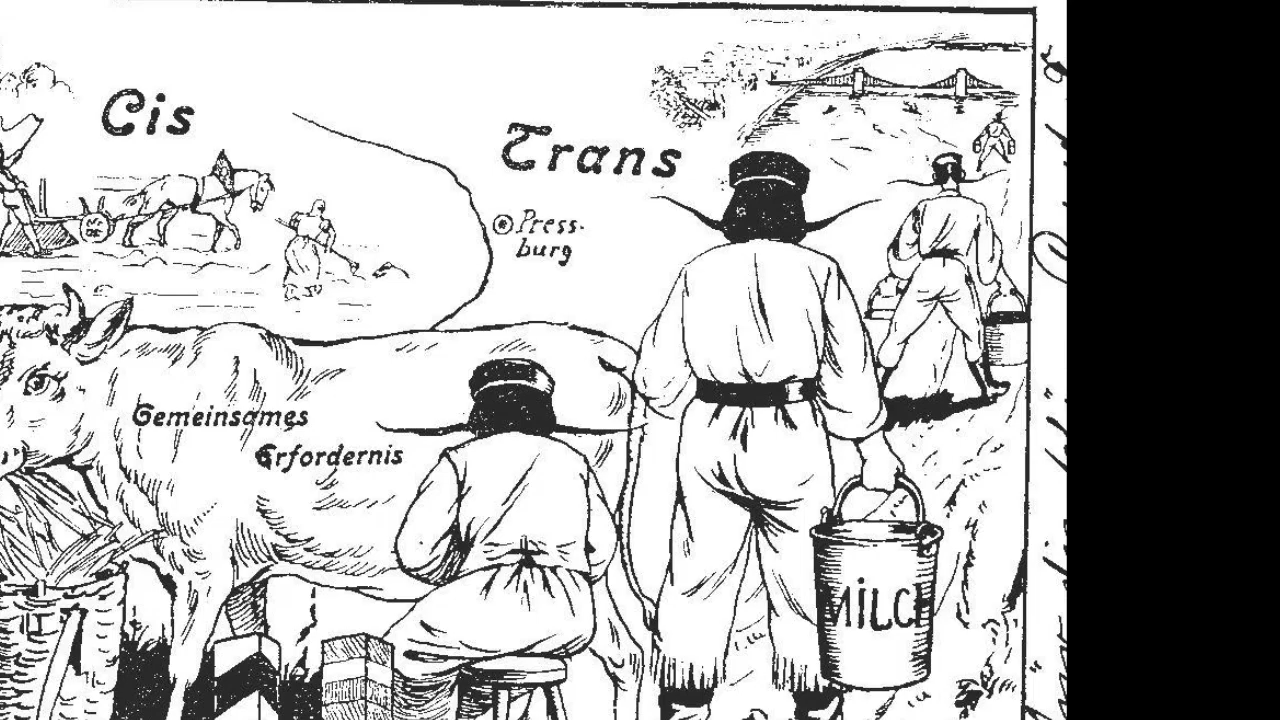 Cis
Trans
Press-
burg
Gemeinsames
Erfordernis
MILCH